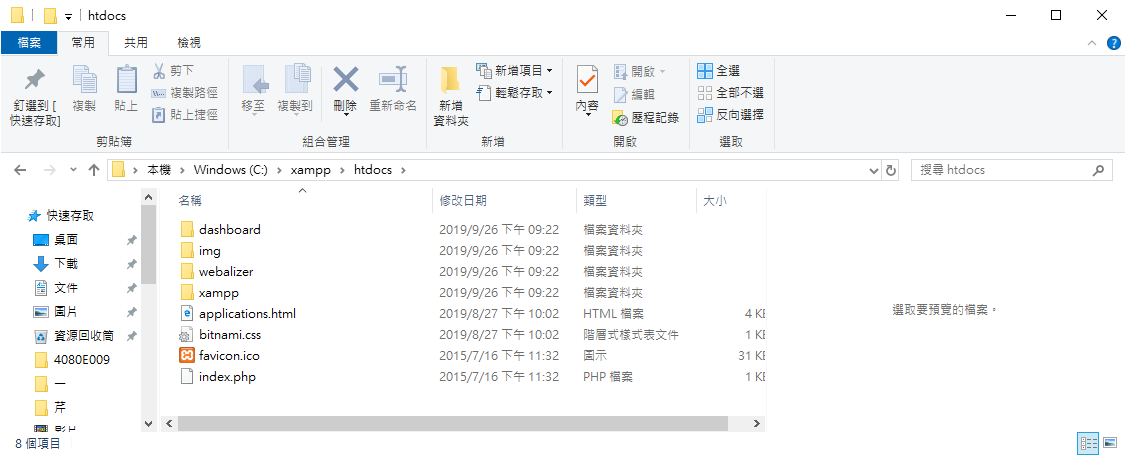 htdocs
檔案 常用 共用 檢視
釘選到 [快速存取]
複製
貼上
剪下
複製路徑
貼上捷徑
剪貼簿
移至
複製到
刪除
重新命名
組合管理
新增資料夾
新增項目
輕鬆存取
新增
內容
開啟
編輯
歷程記錄
開啟
全選
全部不選
反向選擇
選取
本機 > Windows (C:) > xampp > htdocs >
搜尋 htdocs
快速存取
桌面
下載
文件
圖片
資源回收筒
4080E009
一
芹
影片
名稱 修改日期 類型 大小
dashboard 2019/9/26 下午 09:22 檔案資料夾
img 2019/9/26 下午 09:22 檔案資料夾
webalizer 2019/9/26 下午 09:22 檔案資料夾
xampp 2019/9/26 下午 09:22 檔案資料夾
applications.html 2019/8/27 下午 10:02 HTML 檔案 4 KB
bitnami.css 2019/8/27 下午 10:02 階層式樣式表文件 1 KB
favicon.ico 2015/7/16 下午 11:32 圖示 31 KB
index.php 2015/7/16 下午 11:32 PHP 檔案 1 KB
選取要預覽的檔案。
8 個項目